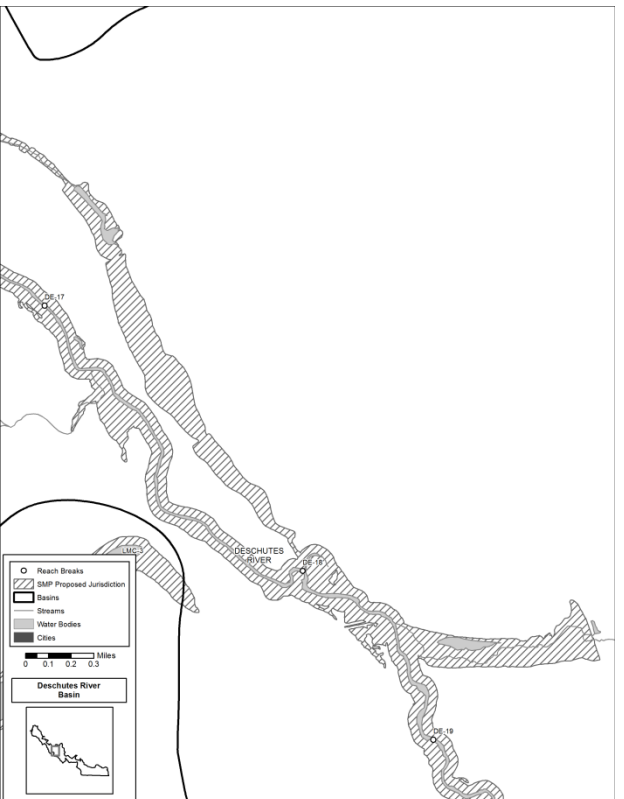 DE-17
LMC-3
DESCHUTES
RIVER
DE-18
DE-19
Reach Breaks
SMP Proposed Jurisdiction
Basins
Streams
Water Bodies
Cities
Miles
0 0.1 0.2 0.3
Deschutes River
Basin